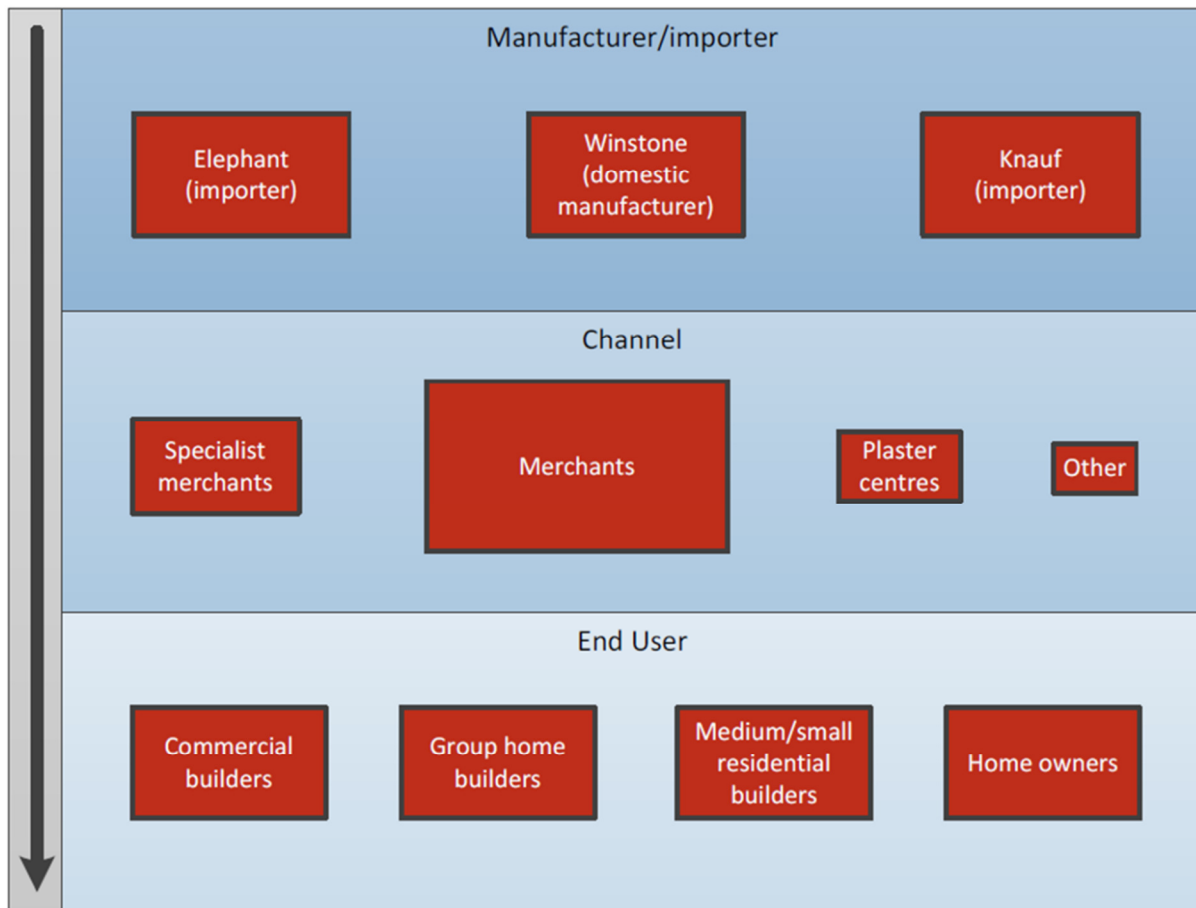 Manufacturer/importer
Elephant
(importer)
Winstone
(domestic
manufacturer)
Knauf
(importer)
Channel
Specialist
merchants
Merchants
Plaster
centres
Other
End User
Commercial
builders
Group home
builders
Medium/small
residential
builders
Home owners